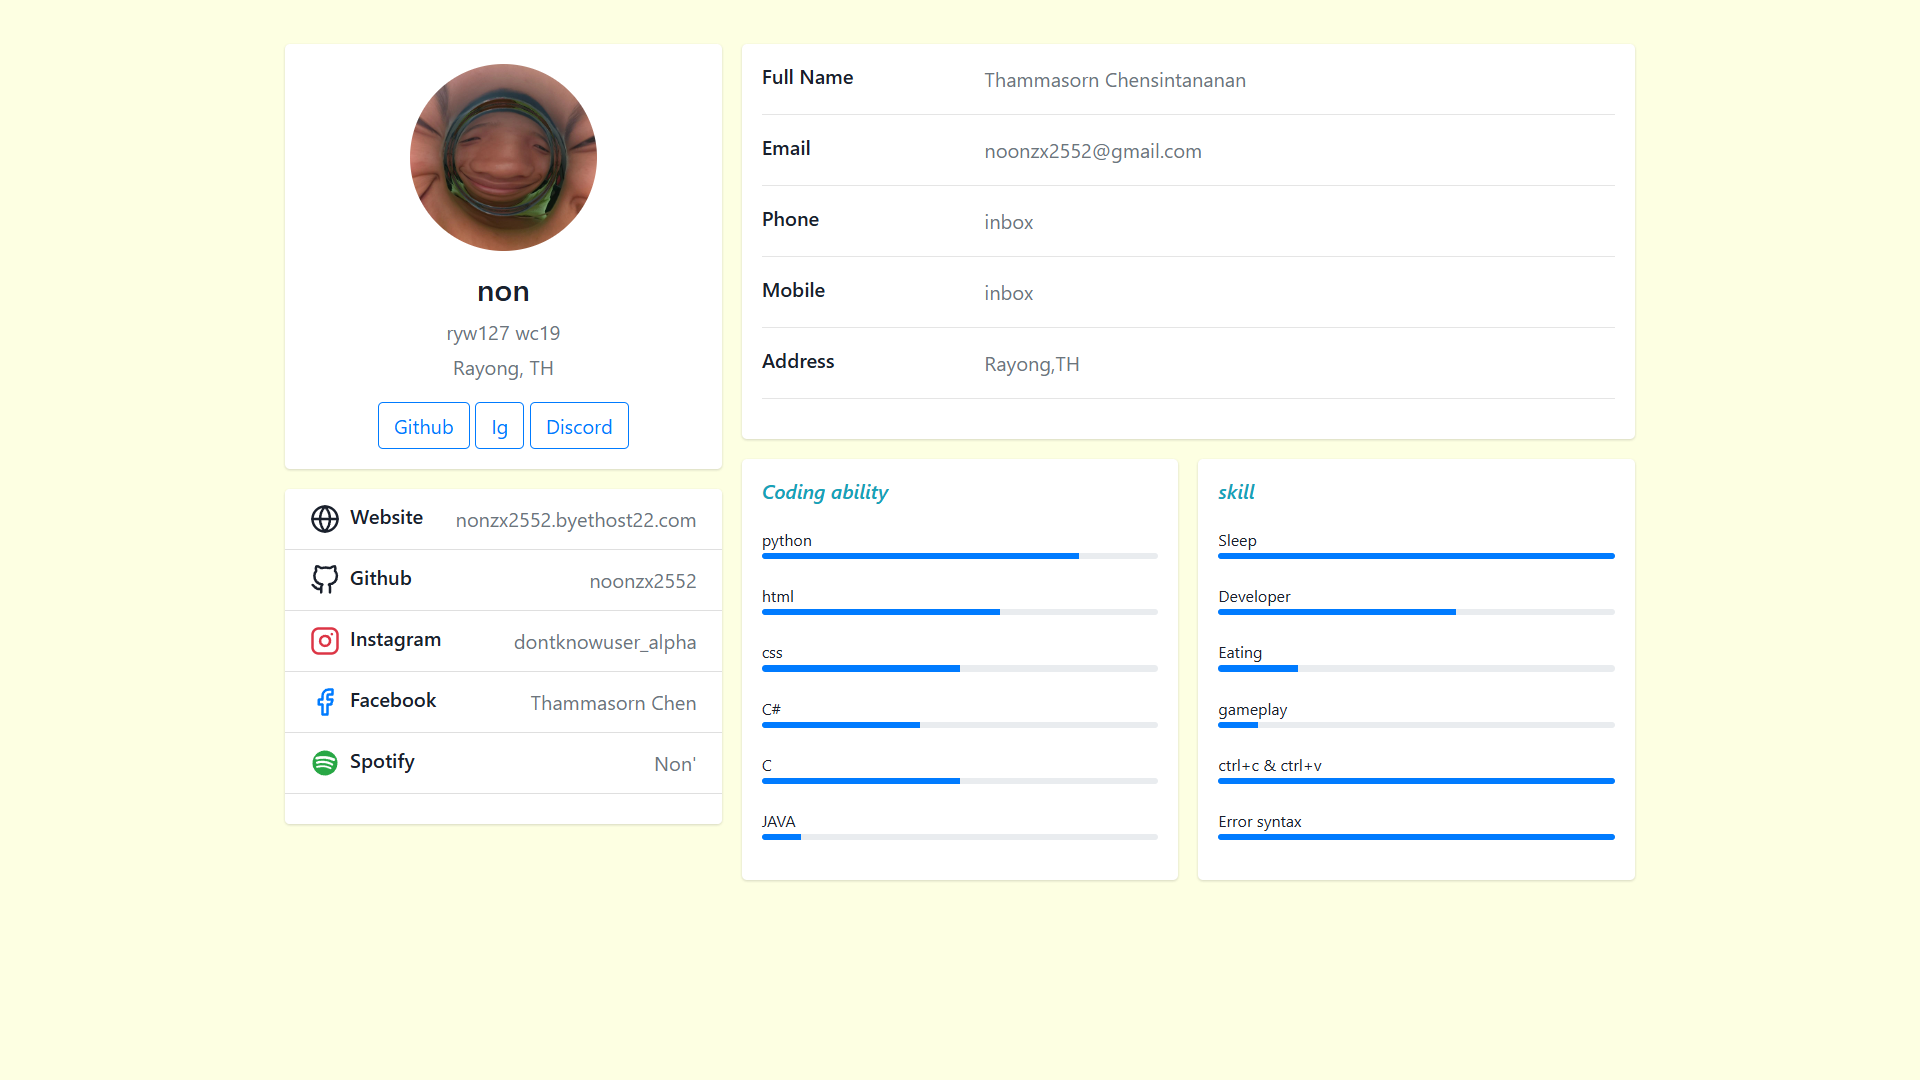 non
ryw127 wc19
Rayong, TH
Github Ig Discord
Website nonzx2552.byethost22.com
Github noonzx2552
Instagram dontknowuser_alpha
Facebook Thammasorn Chen
Spotify Non'
Full Name Thammasorn Chensintananan
Email noonzx2552@gmail.com
Phone inbox
Mobile inbox
Address Rayong,TH
Coding ability
python
html
css
C#
C
JAVA
skill
Sleep
Developer
Eating
gameplay
ctrl+c & ctrl+v
Error syntax